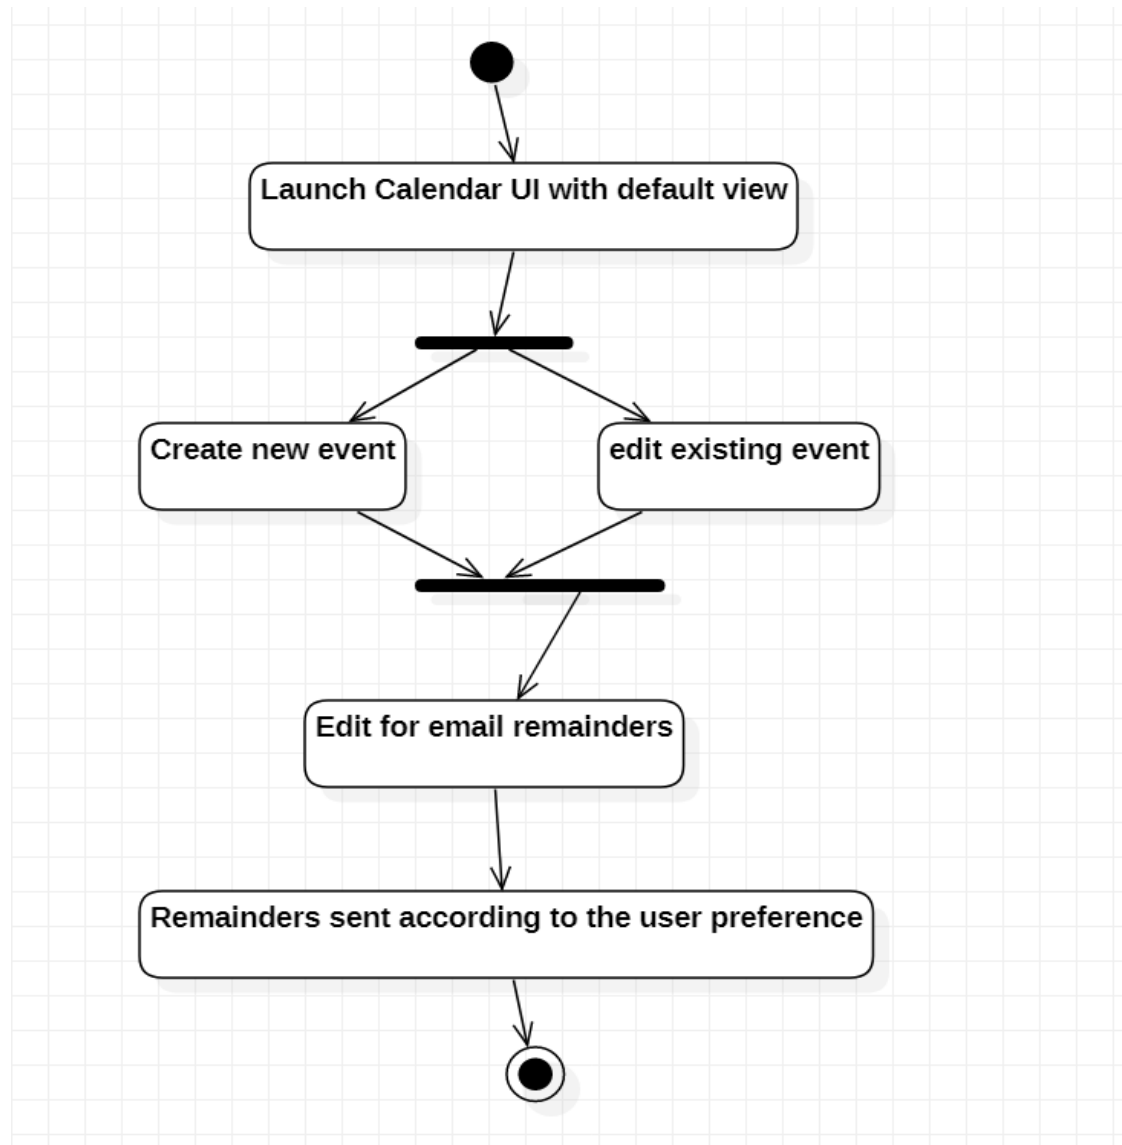 Launch Calendar UI with default view
Create new event
edit existing event
Edit for email remainders
Remainders sent according to the user preference